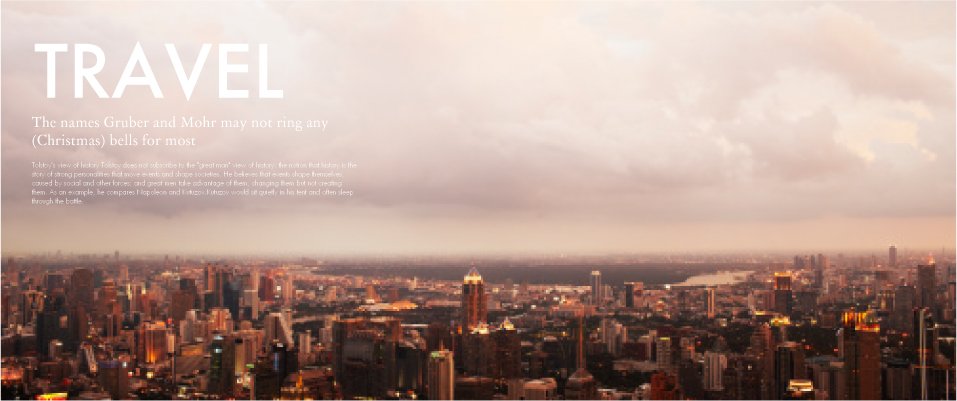 TRAVEL
The names Gruber and Mohr may not ring any
(Christmas) bells for most
Tolstoy's view of history Tolstoy does not subscribe to the "great man" view of history: the notion that history is the
story of strong personalities that move events and shape societies. He believes that events shape themselves,
caused by social and other forces; and great men take advantage of them, changing them but not creating
them. As an example, he compares Napoleon and Kutuzov. Kutuzov would sit quietly in his tent and often sleep
through the battle.